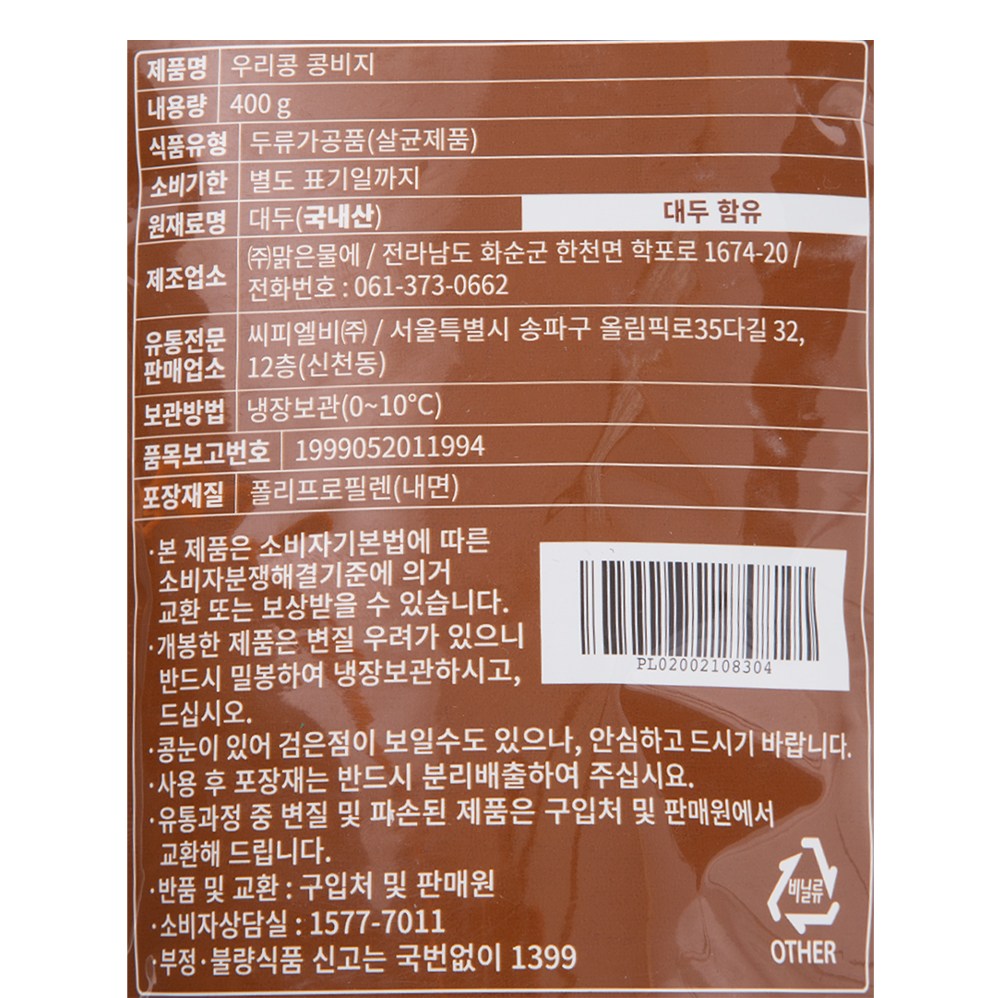 제품명 우리콩 콩비지
내용량 400 g
식품유형 두류가공품(살균제품)
소비기한 별도 표기일까지
원재료명 대두(국내산) 대두 함유
제조업소 ㈜맑은물에 / 전라남도 화순군 한천면 학포로 1674-20 /
전화번호 : 061-373-0662
유통전문 씨피엘비㈜ / 서울특별시 송파구 올림픽로35다길 32,
판매업소 12층(신천동)
보관방법 냉장보관(0~10°C)
품목보고번호 1999052011994
포장재질 폴리프로필렌(내면)
·본 제품은 소비자기본법에 따른
소비자분쟁해결기준에 의거
교환 또는 보상받을 수 있습니다.
·개봉한 제품은 변질 우려가 있으니
반드시 밀봉하여 냉장보관하시고,
드십시오.
PL02002108304
·콩눈이 있어 검은점이 보일수도 있으나, 안심하고 드시기 바랍니다.
·사용 후 포장재는 반드시 분리배출하여 주십시요.
·유통과정 중 변질 및 파손된 제품은 구입처 및 판매원에서
교환해 드립니다.
·반품 및 교환 : 구입처 및 판매원
·소비자상담실 : 1577-7011
·부정·불량식품 신고는 국번없이 1399
비닐류
OTHER